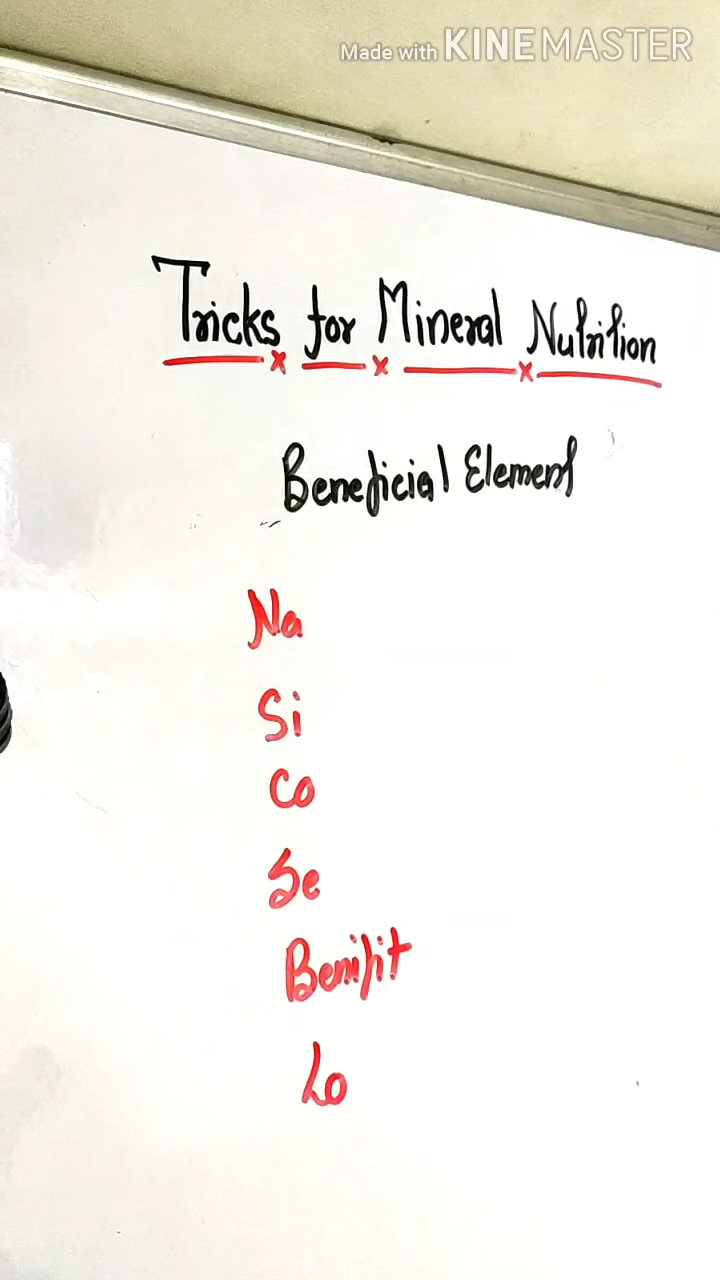 Made with KINEMASTER
Tricks for Mineral Nutrition
Beneficial Element
Na
Si
Co
Se
Benifit
Lo